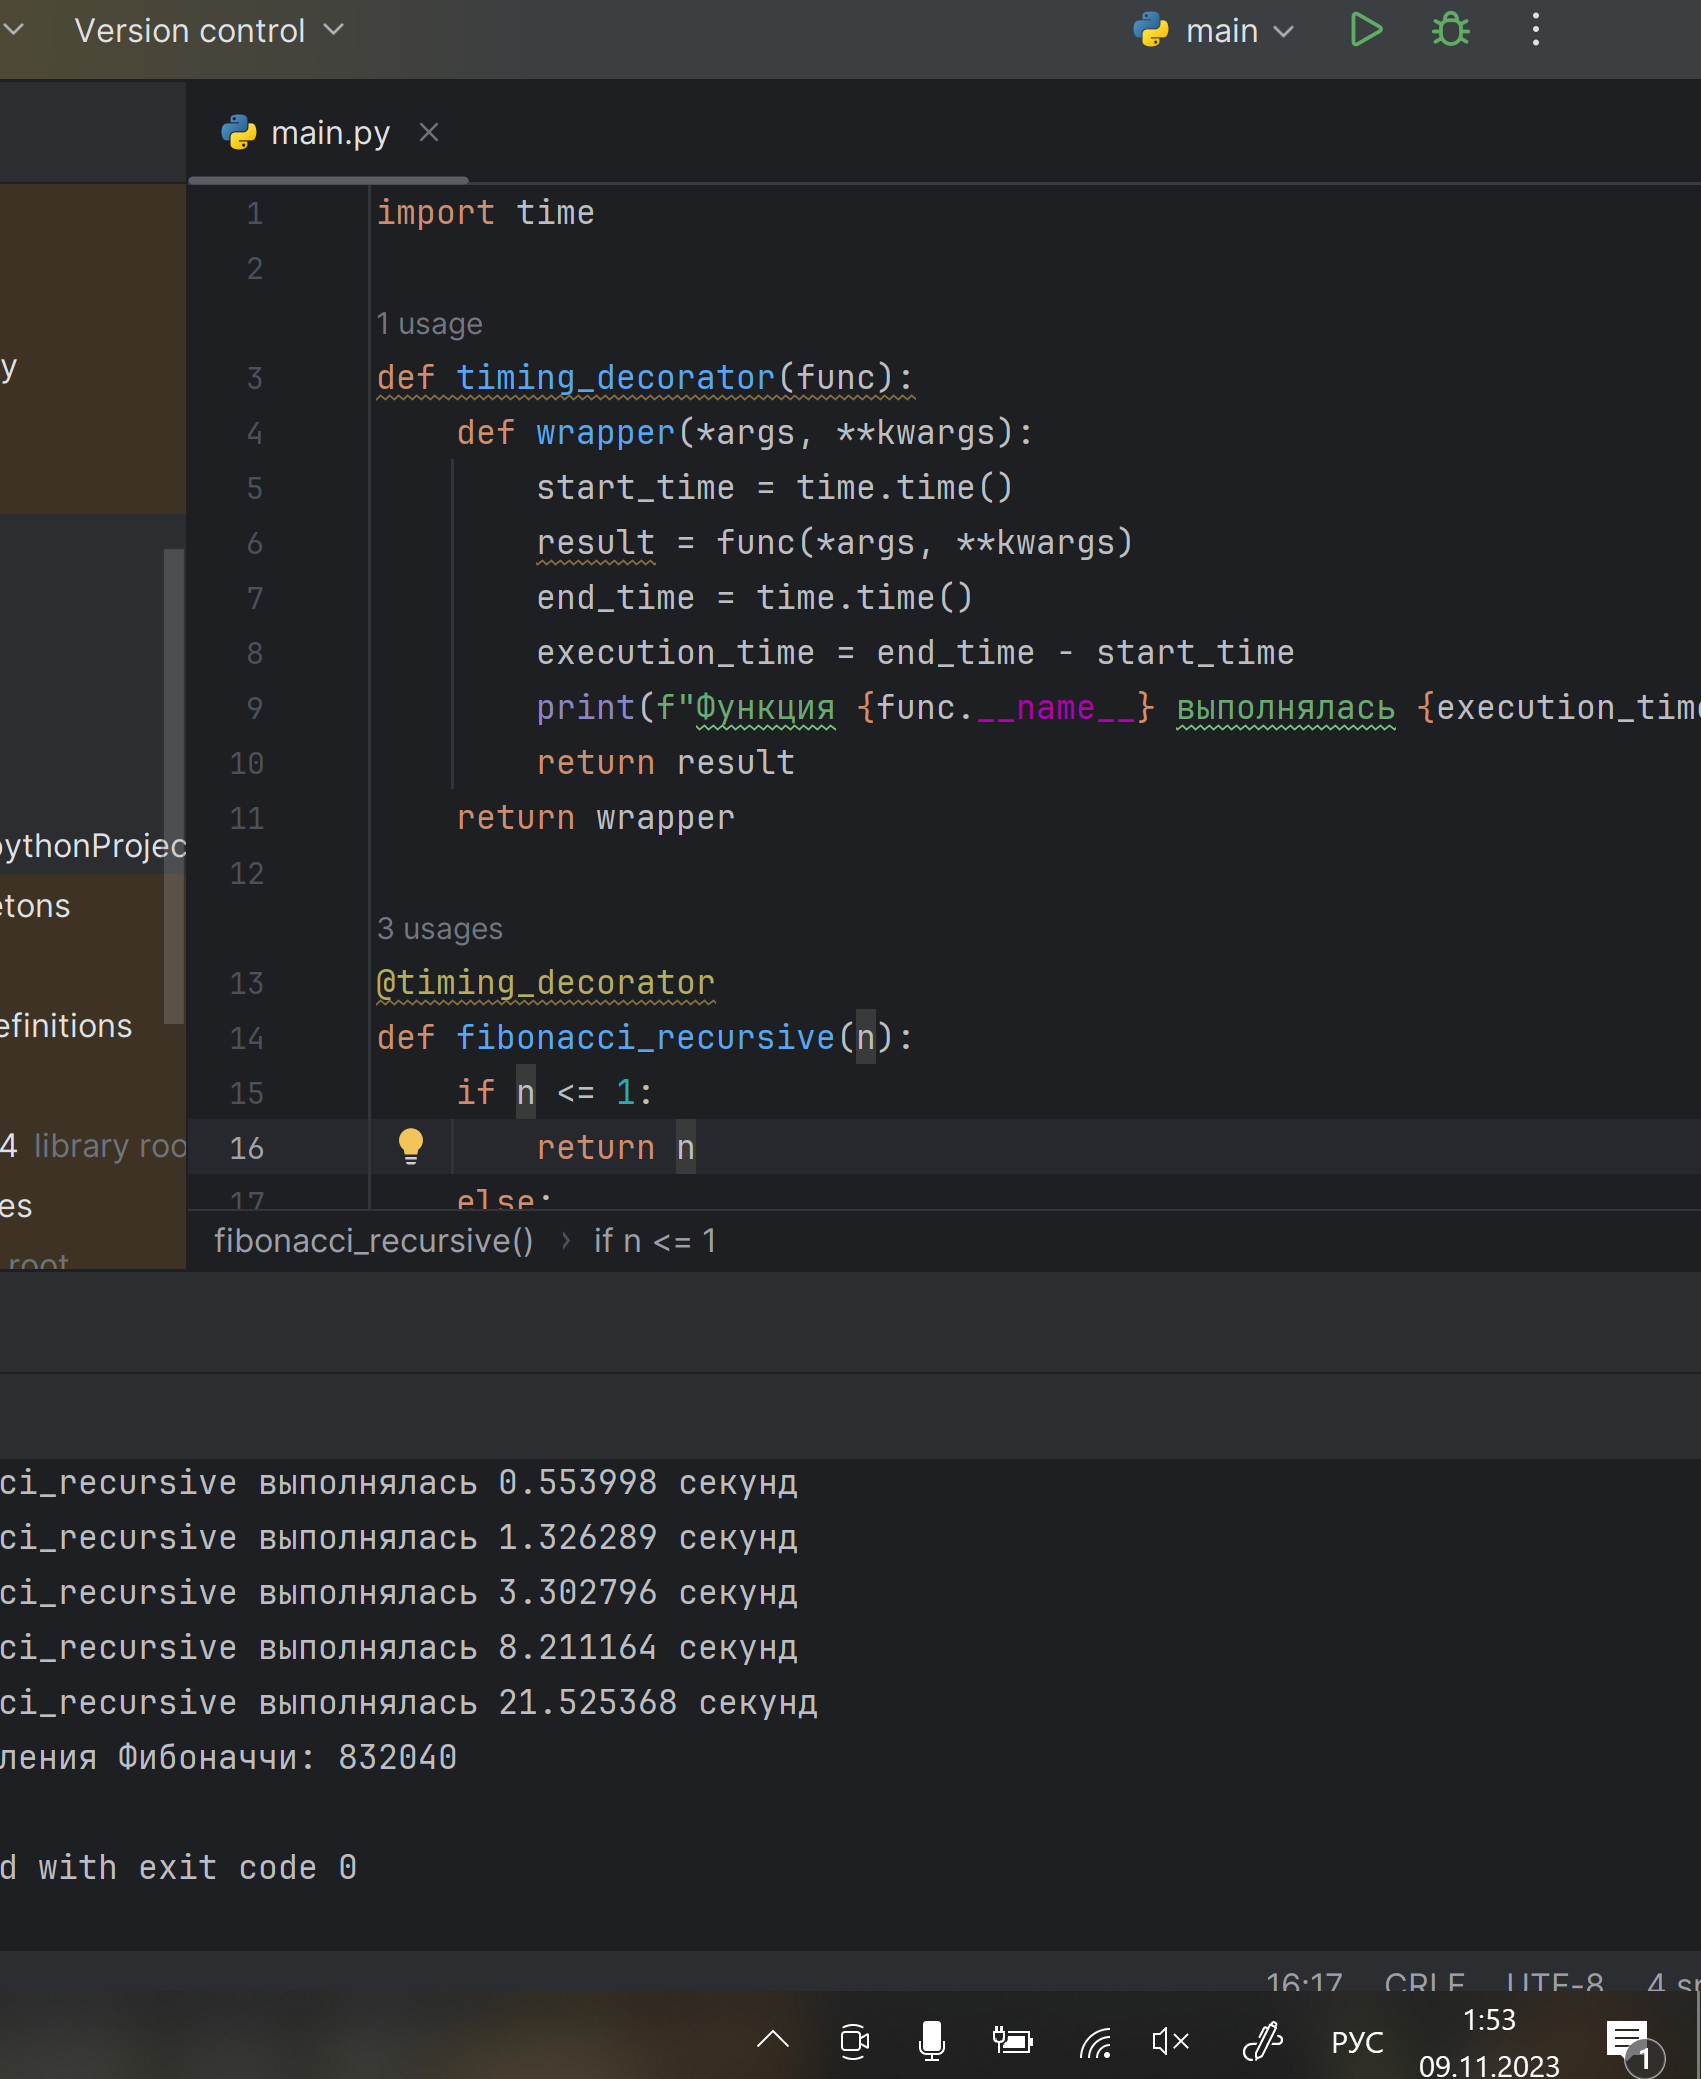 Version control
main
main.py
1 import time
2
1 usage
3 def timing_decorator(func):
4 def wrapper(*args, **kwargs):
5 start_time = time.time()
6 result = func(*args, **kwargs)
7 end_time = time.time()
8 execution_time = end_time - start_time
9 print(f"Функция {func.__name__} выполнялась {execution_time
10 return result
11 return wrapper
12
3 usages
13 @timing_decorator
14 def fibonacci_recursive(n):
15 if n <= 1:
16 return n
17 else:
y
pythonProjec
etons
efinitions
4 library roo
es
root
fibonacci_recursive() › if n <= 1
ci_recursive выполнялась 0.553998 секунд
ci_recursive выполнялась 1.326289 секунд
ci_recursive выполнялась 3.302796 секунд
ci_recursive выполнялась 8.211164 секунд
ci_recursive выполнялась 21.525368 секунд
ления Фибоначчи: 832040
d with exit code 0
16:17 CRLF UTF-8 4 sp
РУС
1:53
09.11.2023
1